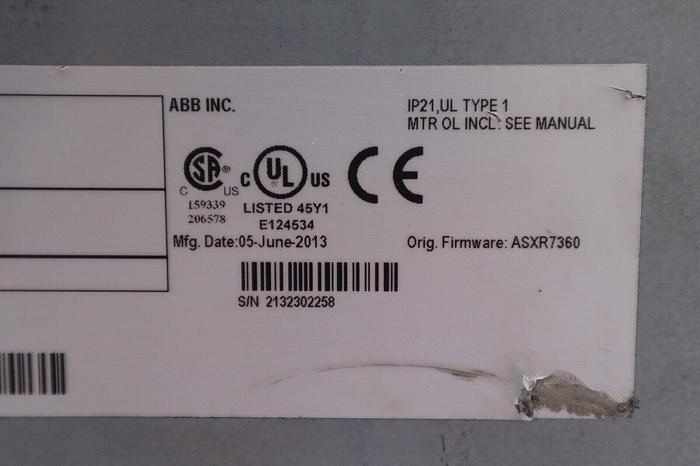 ABB INC.
IP21,UL TYPE 1
MTR OL INCL: SEE MANUAL
SA ®
C US
C UL US
CE
159339
206578
LISTED 45Y1
E124534
Mfg. Date:05-June-2013
Orig. Firmware: ASXR7360
S/N 2132302258